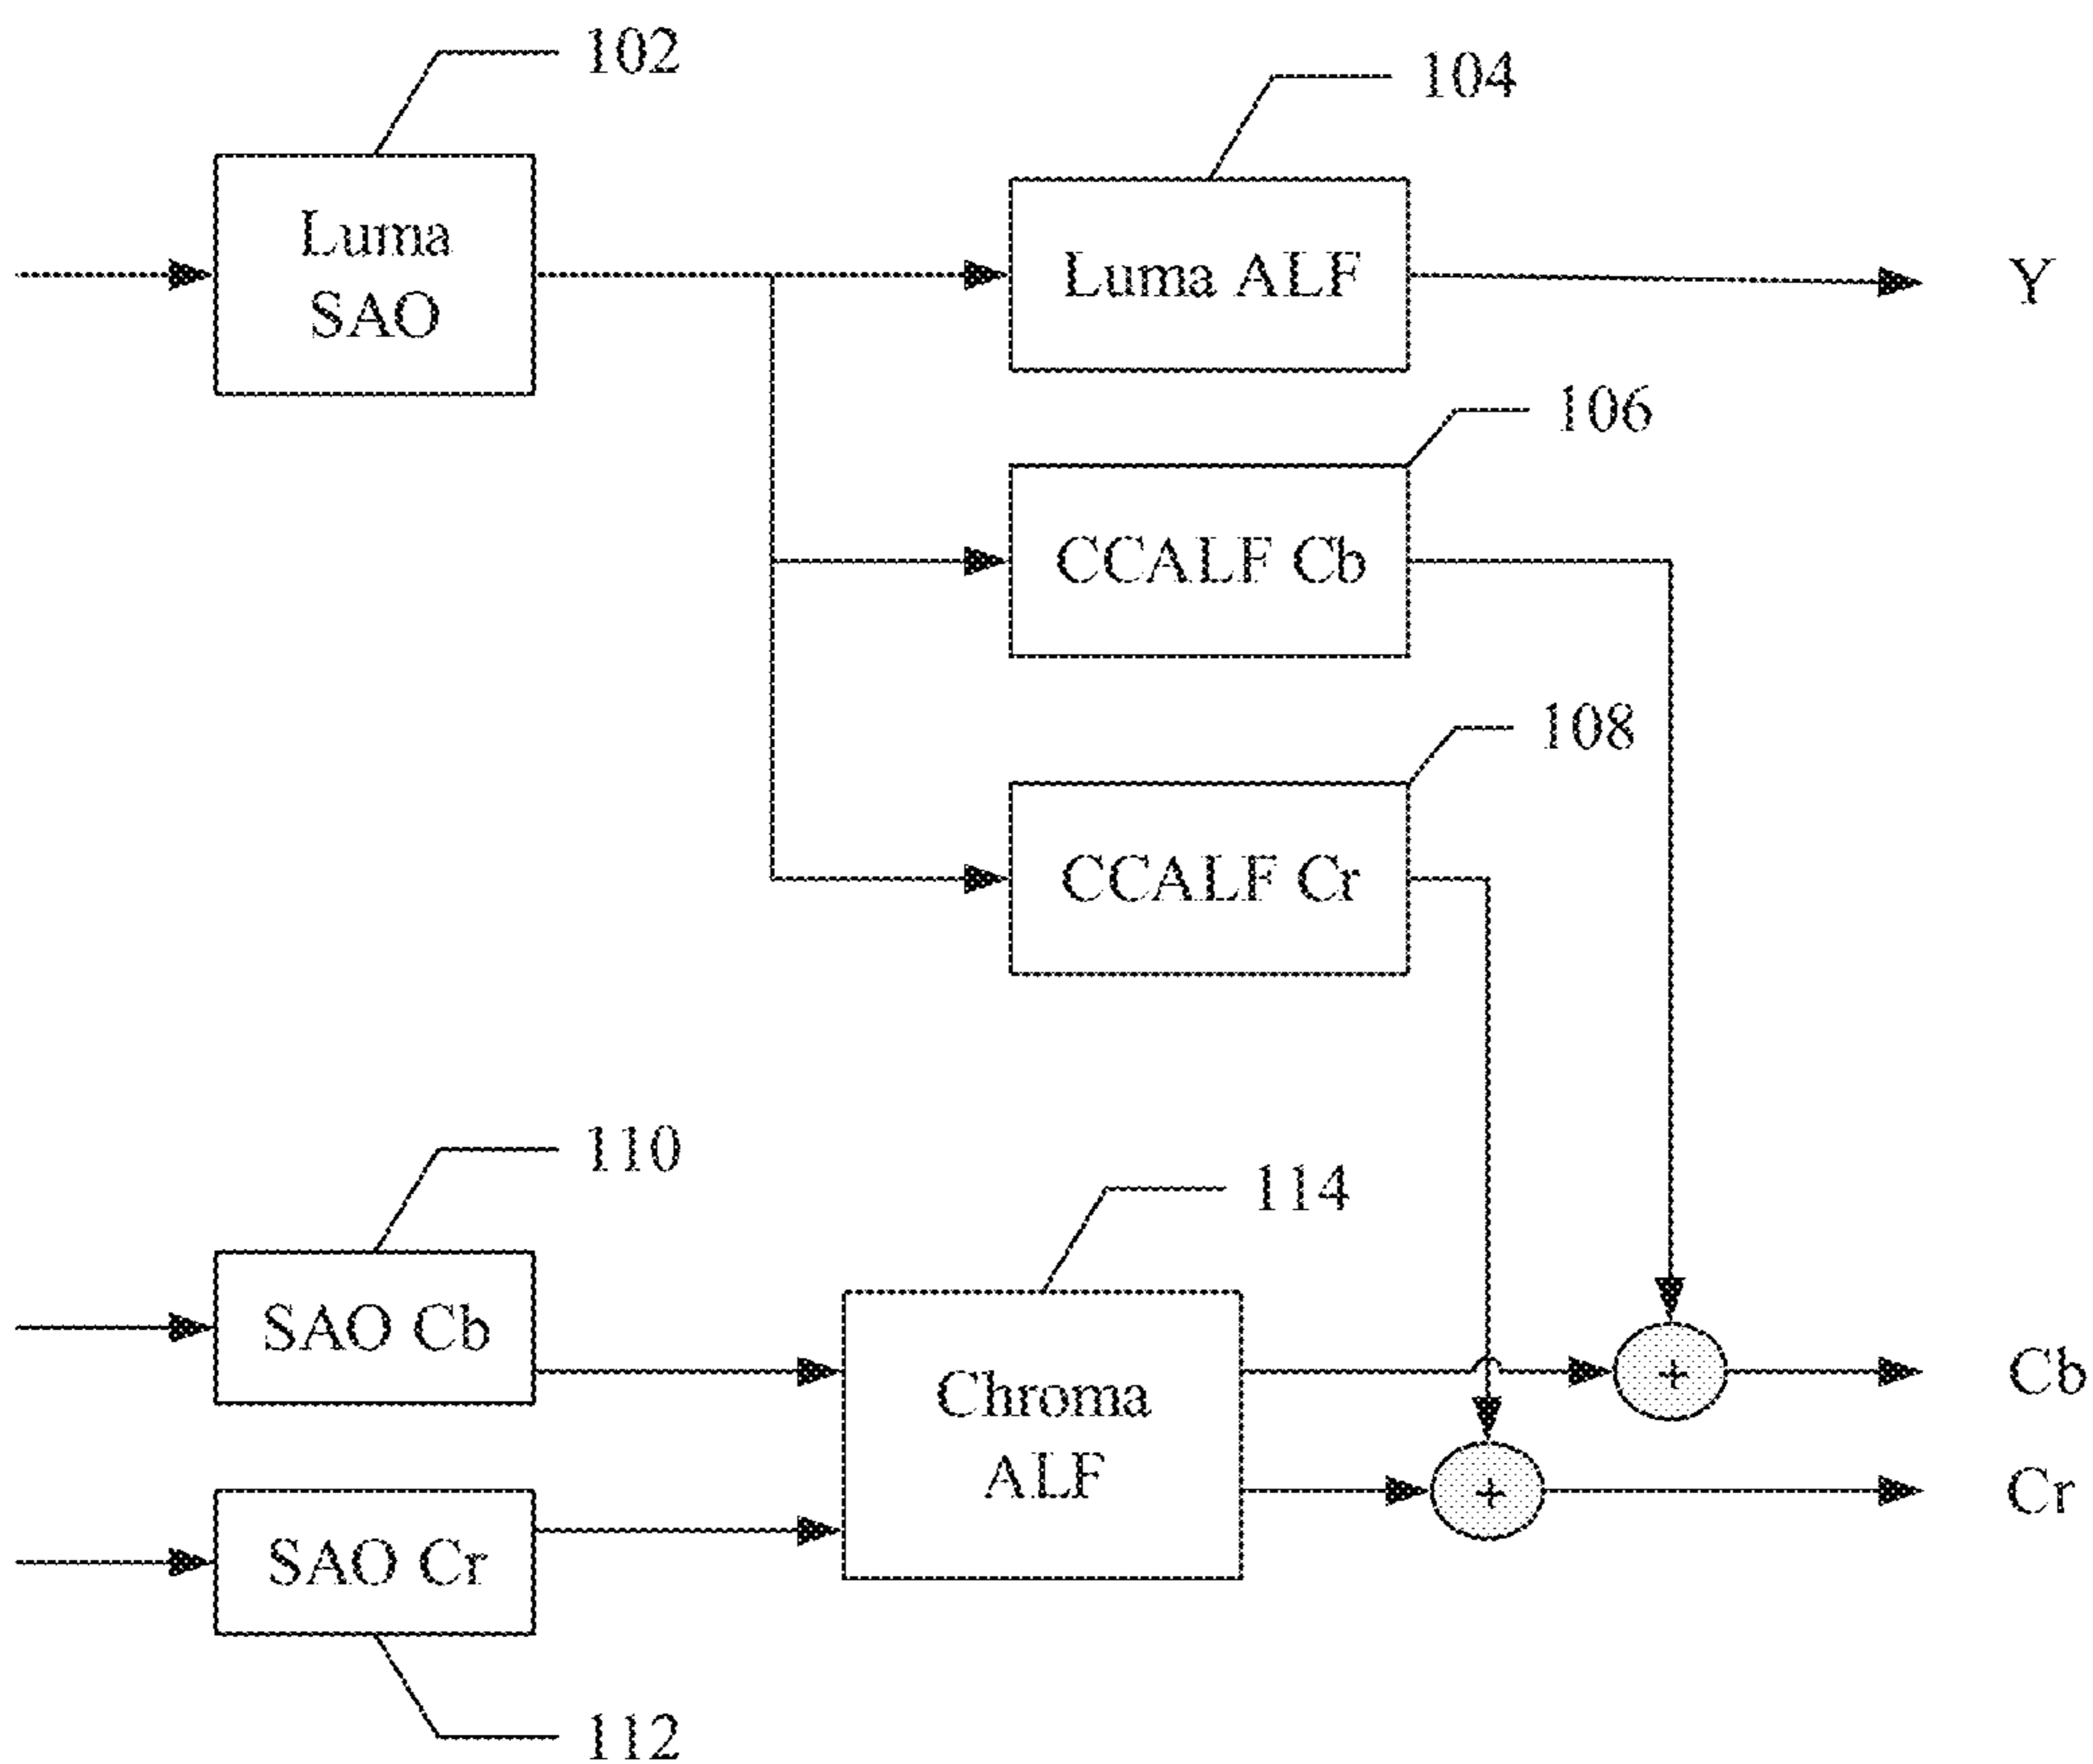 102
104
Luma
SAO
Luma ALF
Y
106
CCALF Cb
108
CCALF Cr
110
114
SAO Cb
Chroma
ALF
+
Cb
+
Cr
SAO Cr
112